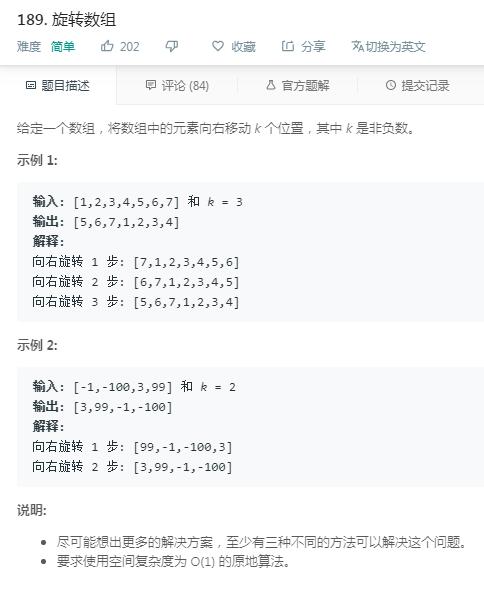 189. 旋转数组
难度 简单 202 收藏 分享 切换为英文
题目描述 评论 (84) 官方题解 提交记录
给定一个数组，将数组中的元素向右移动 k 个位置，其中 k 是非负数。
示例 1:
输入: [1,2,3,4,5,6,7] 和 k = 3
输出: [5,6,7,1,2,3,4]
解释:
向右旋转 1 步: [7,1,2,3,4,5,6]
向右旋转 2 步: [6,7,1,2,3,4,5]
向右旋转 3 步: [5,6,7,1,2,3,4]
示例 2:
输入: [-1,-100,3,99] 和 k = 2
输出: [3,99,-1,-100]
解释:
向右旋转 1 步: [99,-1,-100,3]
向右旋转 2 步: [3,99,-1,-100]
说明:
尽可能想出更多的解决方案，至少有三种不同的方法可以解决这个问题。
要求使用空间复杂度为 O(1) 的原地算法。